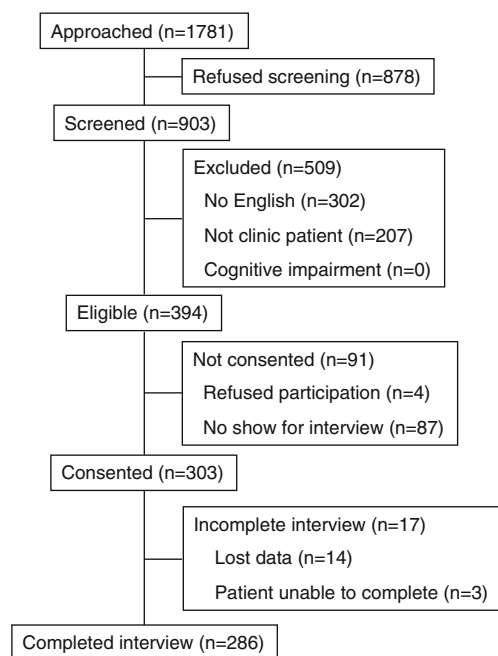 Approached (n=1781)
Refused screening (n=878)
Screened (n=903)
Excluded (n=509)
No English (n=302)
Not clinic patient (n=207)
Cognitive impairment (n=0)
Eligible (n=394)
Not consented (n=91)
Refused participation (n=4)
No show for interview (n=87)
Consented (n=303)
Incomplete interview (n=17)
Lost data (n=14)
Patient unable to complete (n=3)
Completed interview (n=286)